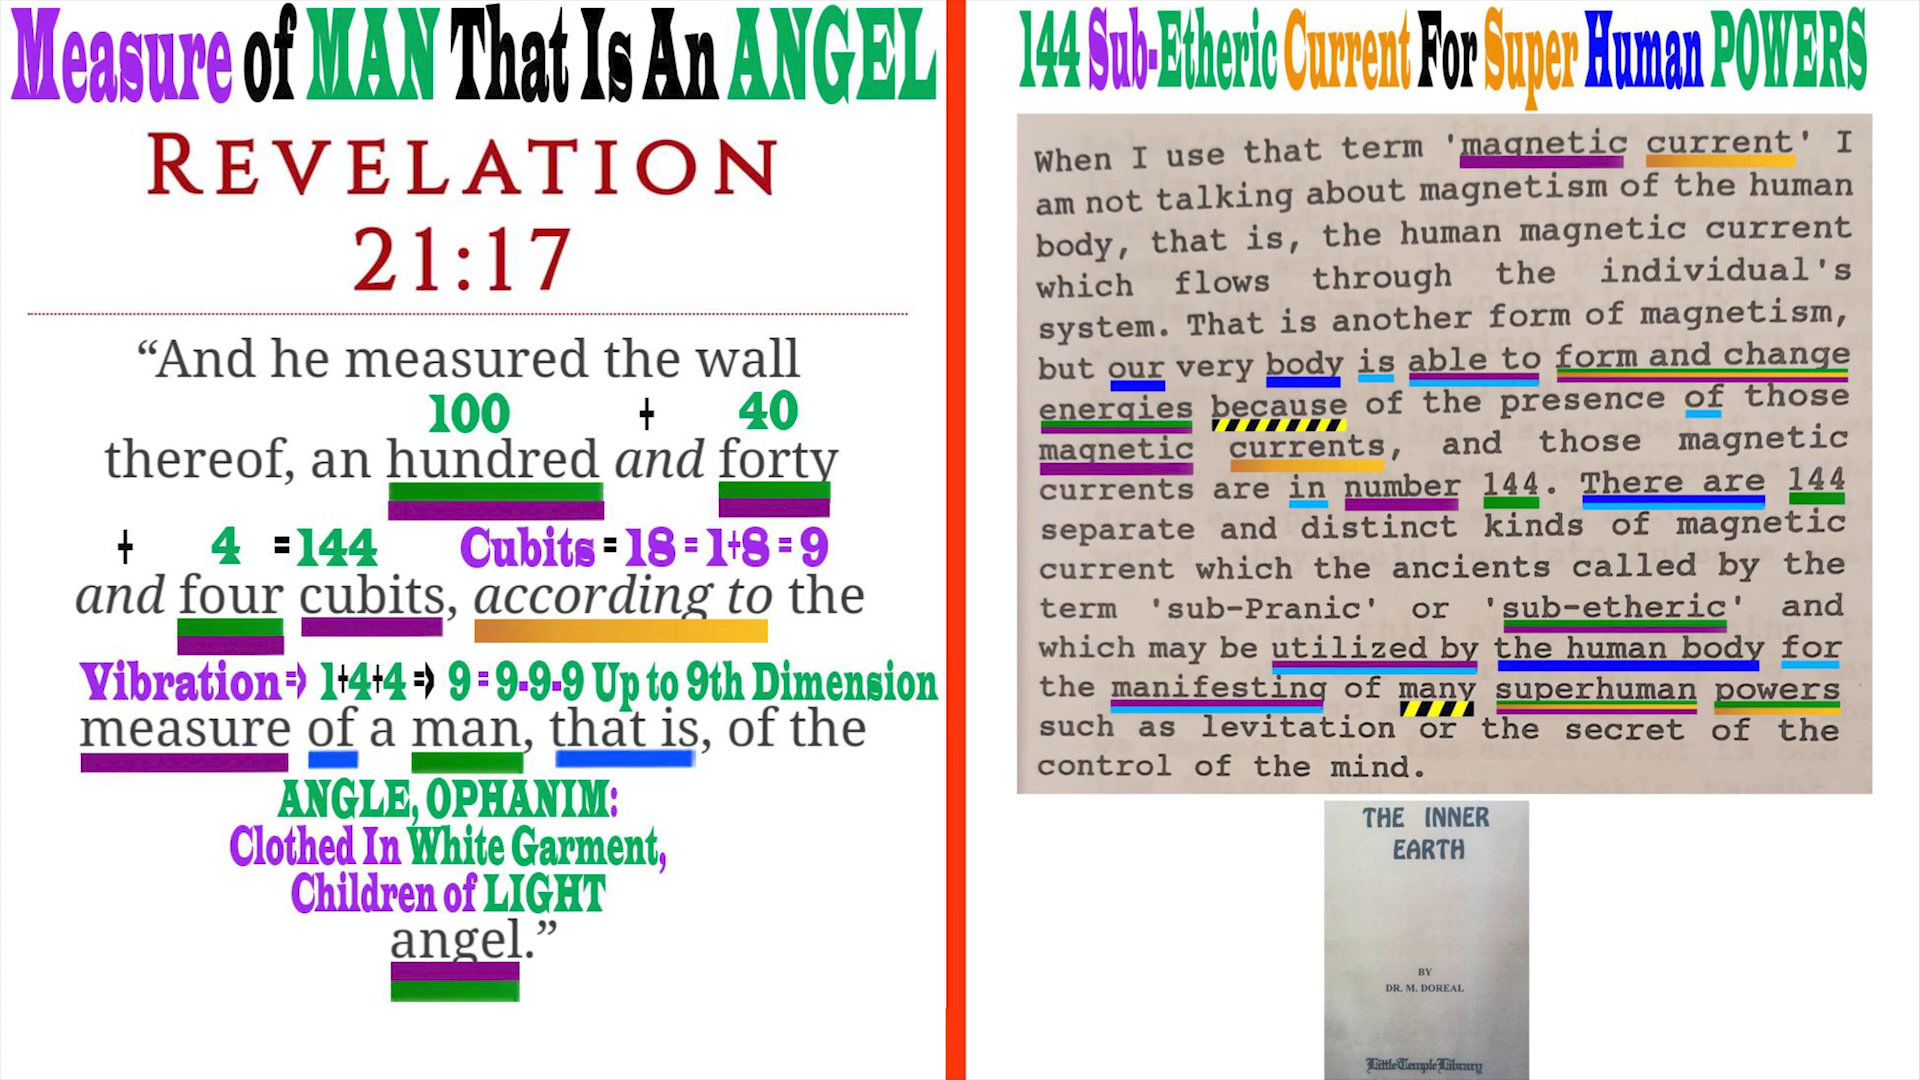 Measure of MAN That Is An ANGEL
REVELATION
21:17
“And he measured the wall
100 + 40
thereof, an hundred and forty
+ 4 =144 Cubits = 18 = 1+8 = 9
and four cubits, according to the
Vibration=> 1+4+4 => 9 = 9-9-9 Up to 9th Dimension
measure of a man, that is, of the
ANGLE, OPHANIM:
Clothed In White Garment,
Children of LIGHT
angel.”
144 Sub-Etheric Current For Super Human POWERS
When I use that term 'magnetic current' I
am not talking about magnetism of the human
body, that is, the human magnetic current
which flows through the individual's
system. That is another form of magnetism,
but our very body is able to form and change
energies because of the presence of those
magnetic currents, and those magnetic
currents are in number 144. There are 144
separate and distinct kinds of magnetic
current which the ancients called by the
term 'sub-Pranic' or 'sub-etheric' and
which may be utilized by the human body for
the manifesting of many superhuman powers
such as levitation or the secret of the
control of the mind.
THE INNER
EARTH
BY
DR. M. DOREAL
Little Temple Library